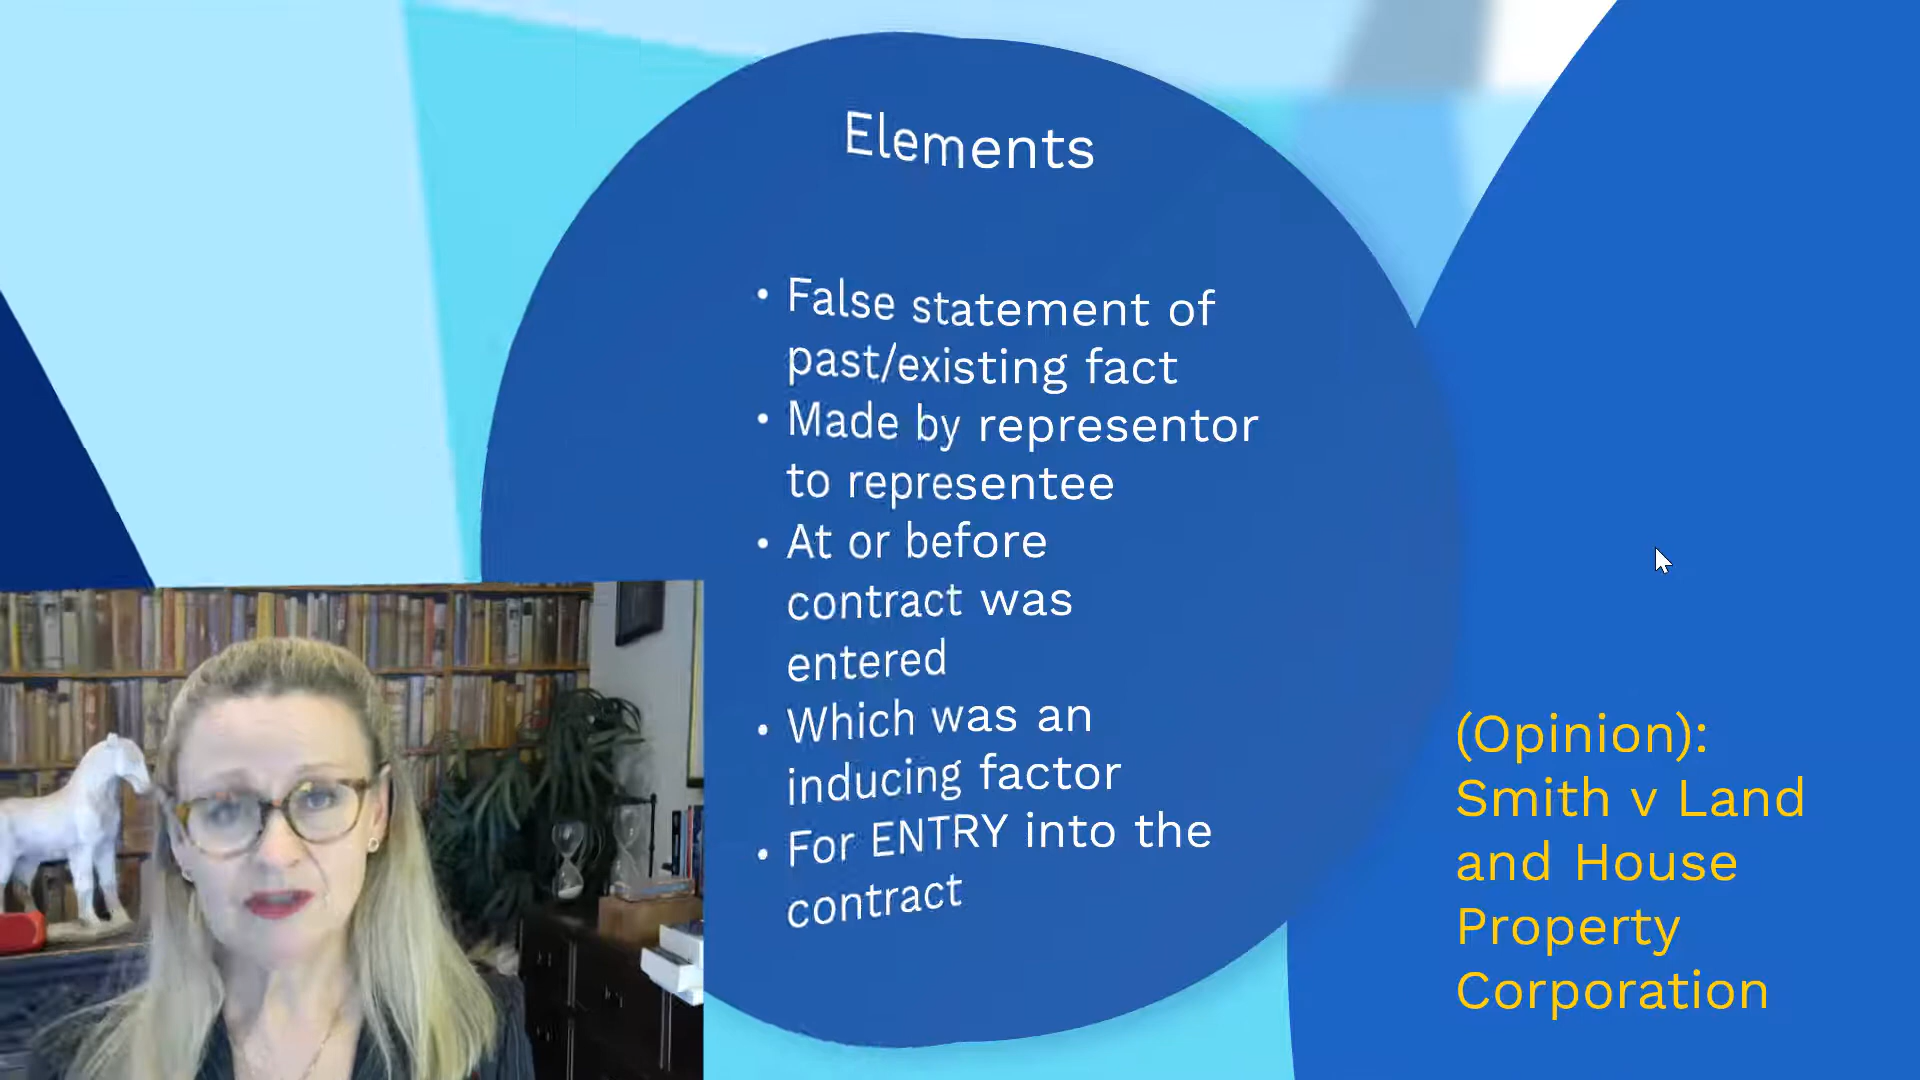 Elements
• False statement of
past/existing fact
• Made by representor
to representee
• At or before
contract was
entered
• Which was an
inducing factor
• For ENTRY into the
contract
(Opinion):
Smith v Land
and House
Property
Corporation